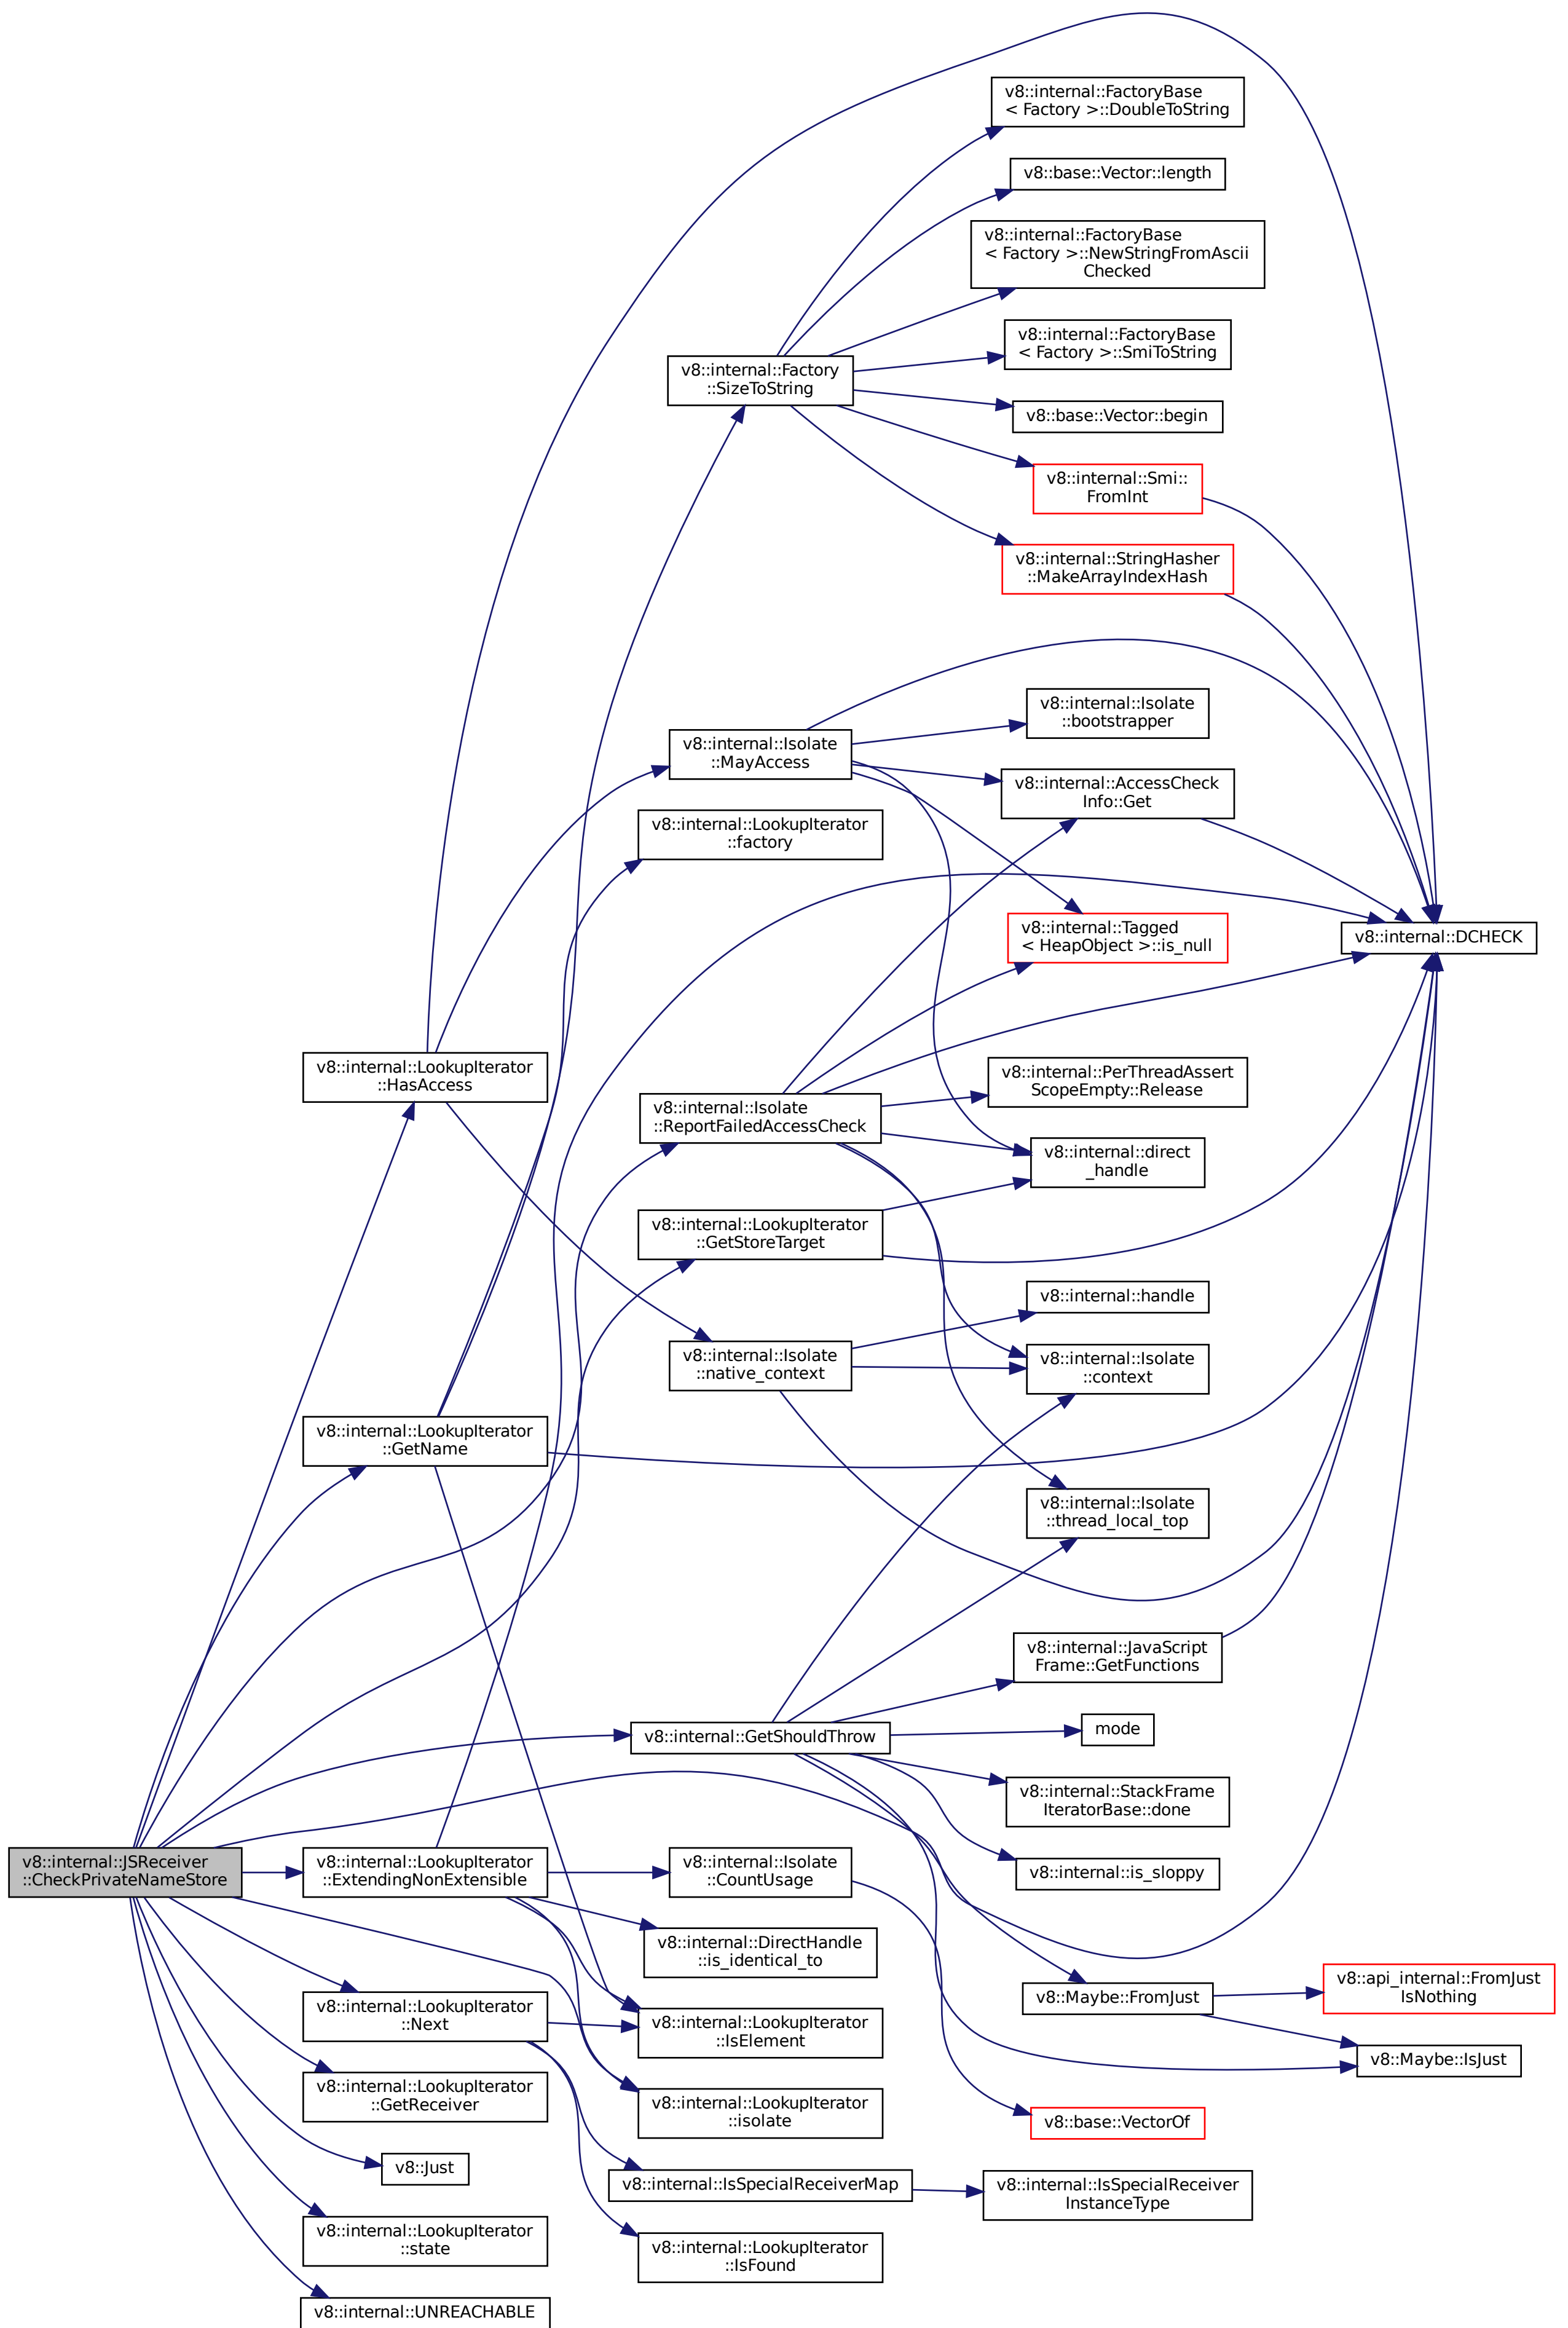 v8::internal::FactoryBase
< Factory >::DoubleToString
v8::base::Vector::length
v8::internal::FactoryBase
< Factory >::NewStringFromAscii
Checked
v8::internal::FactoryBase
< Factory >::SmiToString
v8::internal::Factory
::SizeToString
v8::base::Vector::begin
v8::internal::Smi::
FromInt
v8::internal::StringHasher
::MakeArrayIndexHash
v8::internal::Isolate
::bootstrapper
v8::internal::Isolate
::MayAccess
v8::internal::AccessCheck
Info::Get
v8::internal::LookupIterator
::factory
v8::internal::Tagged
< HeapObject >::is_null
v8::internal::DCHECK
v8::internal::LookupIterator
::HasAccess
v8::internal::PerThreadAssert
ScopeEmpty::Release
v8::internal::Isolate
::ReportFailedAccessCheck
v8::internal::direct
_handle
v8::internal::LookupIterator
::GetStoreTarget
v8::internal::handle
v8::internal::Isolate
::native_context
v8::internal::Isolate
::context
v8::internal::LookupIterator
::GetName
v8::internal::Isolate
::thread_local_top
v8::internal::JavaScript
Frame::GetFunctions
v8::internal::GetShouldThrow
mode
v8::internal::StackFrame
IteratorBase::done
v8::internal::JSReceiver
::CheckPrivateNameStore
v8::internal::LookupIterator
::ExtendingNonExtensible
v8::internal::Isolate
::CountUsage
v8::internal::is_sloppy
v8::internal::DirectHandle
::is_identical_to
v8::Maybe::FromJust
v8::api_internal::FromJust
IsNothing
v8::internal::LookupIterator
::Next
v8::internal::LookupIterator
::IsElement
v8::Maybe::IsJust
v8::internal::LookupIterator
::GetReceiver
v8::internal::LookupIterator
::isolate
v8::base::VectorOf
v8::Just
v8::internal::IsSpecialReceiverMap
v8::internal::IsSpecialReceiver
InstanceType
v8::internal::LookupIterator
::state
v8::internal::LookupIterator
::IsFound
v8::internal::UNREACHABLE